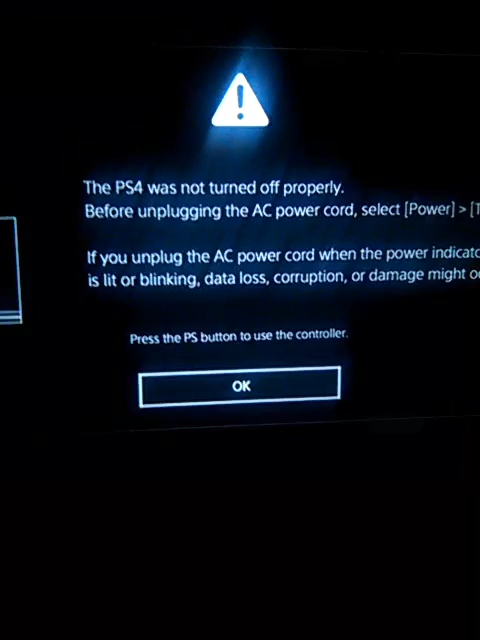 The PS4 was not turned off properly.
Before unplugging the AC power cord, select [Power] > [T
If you unplug the AC power cord when the power indicato
is lit or blinking, data loss, corruption, or damage might o
Press the PS button to use the controller.
OK